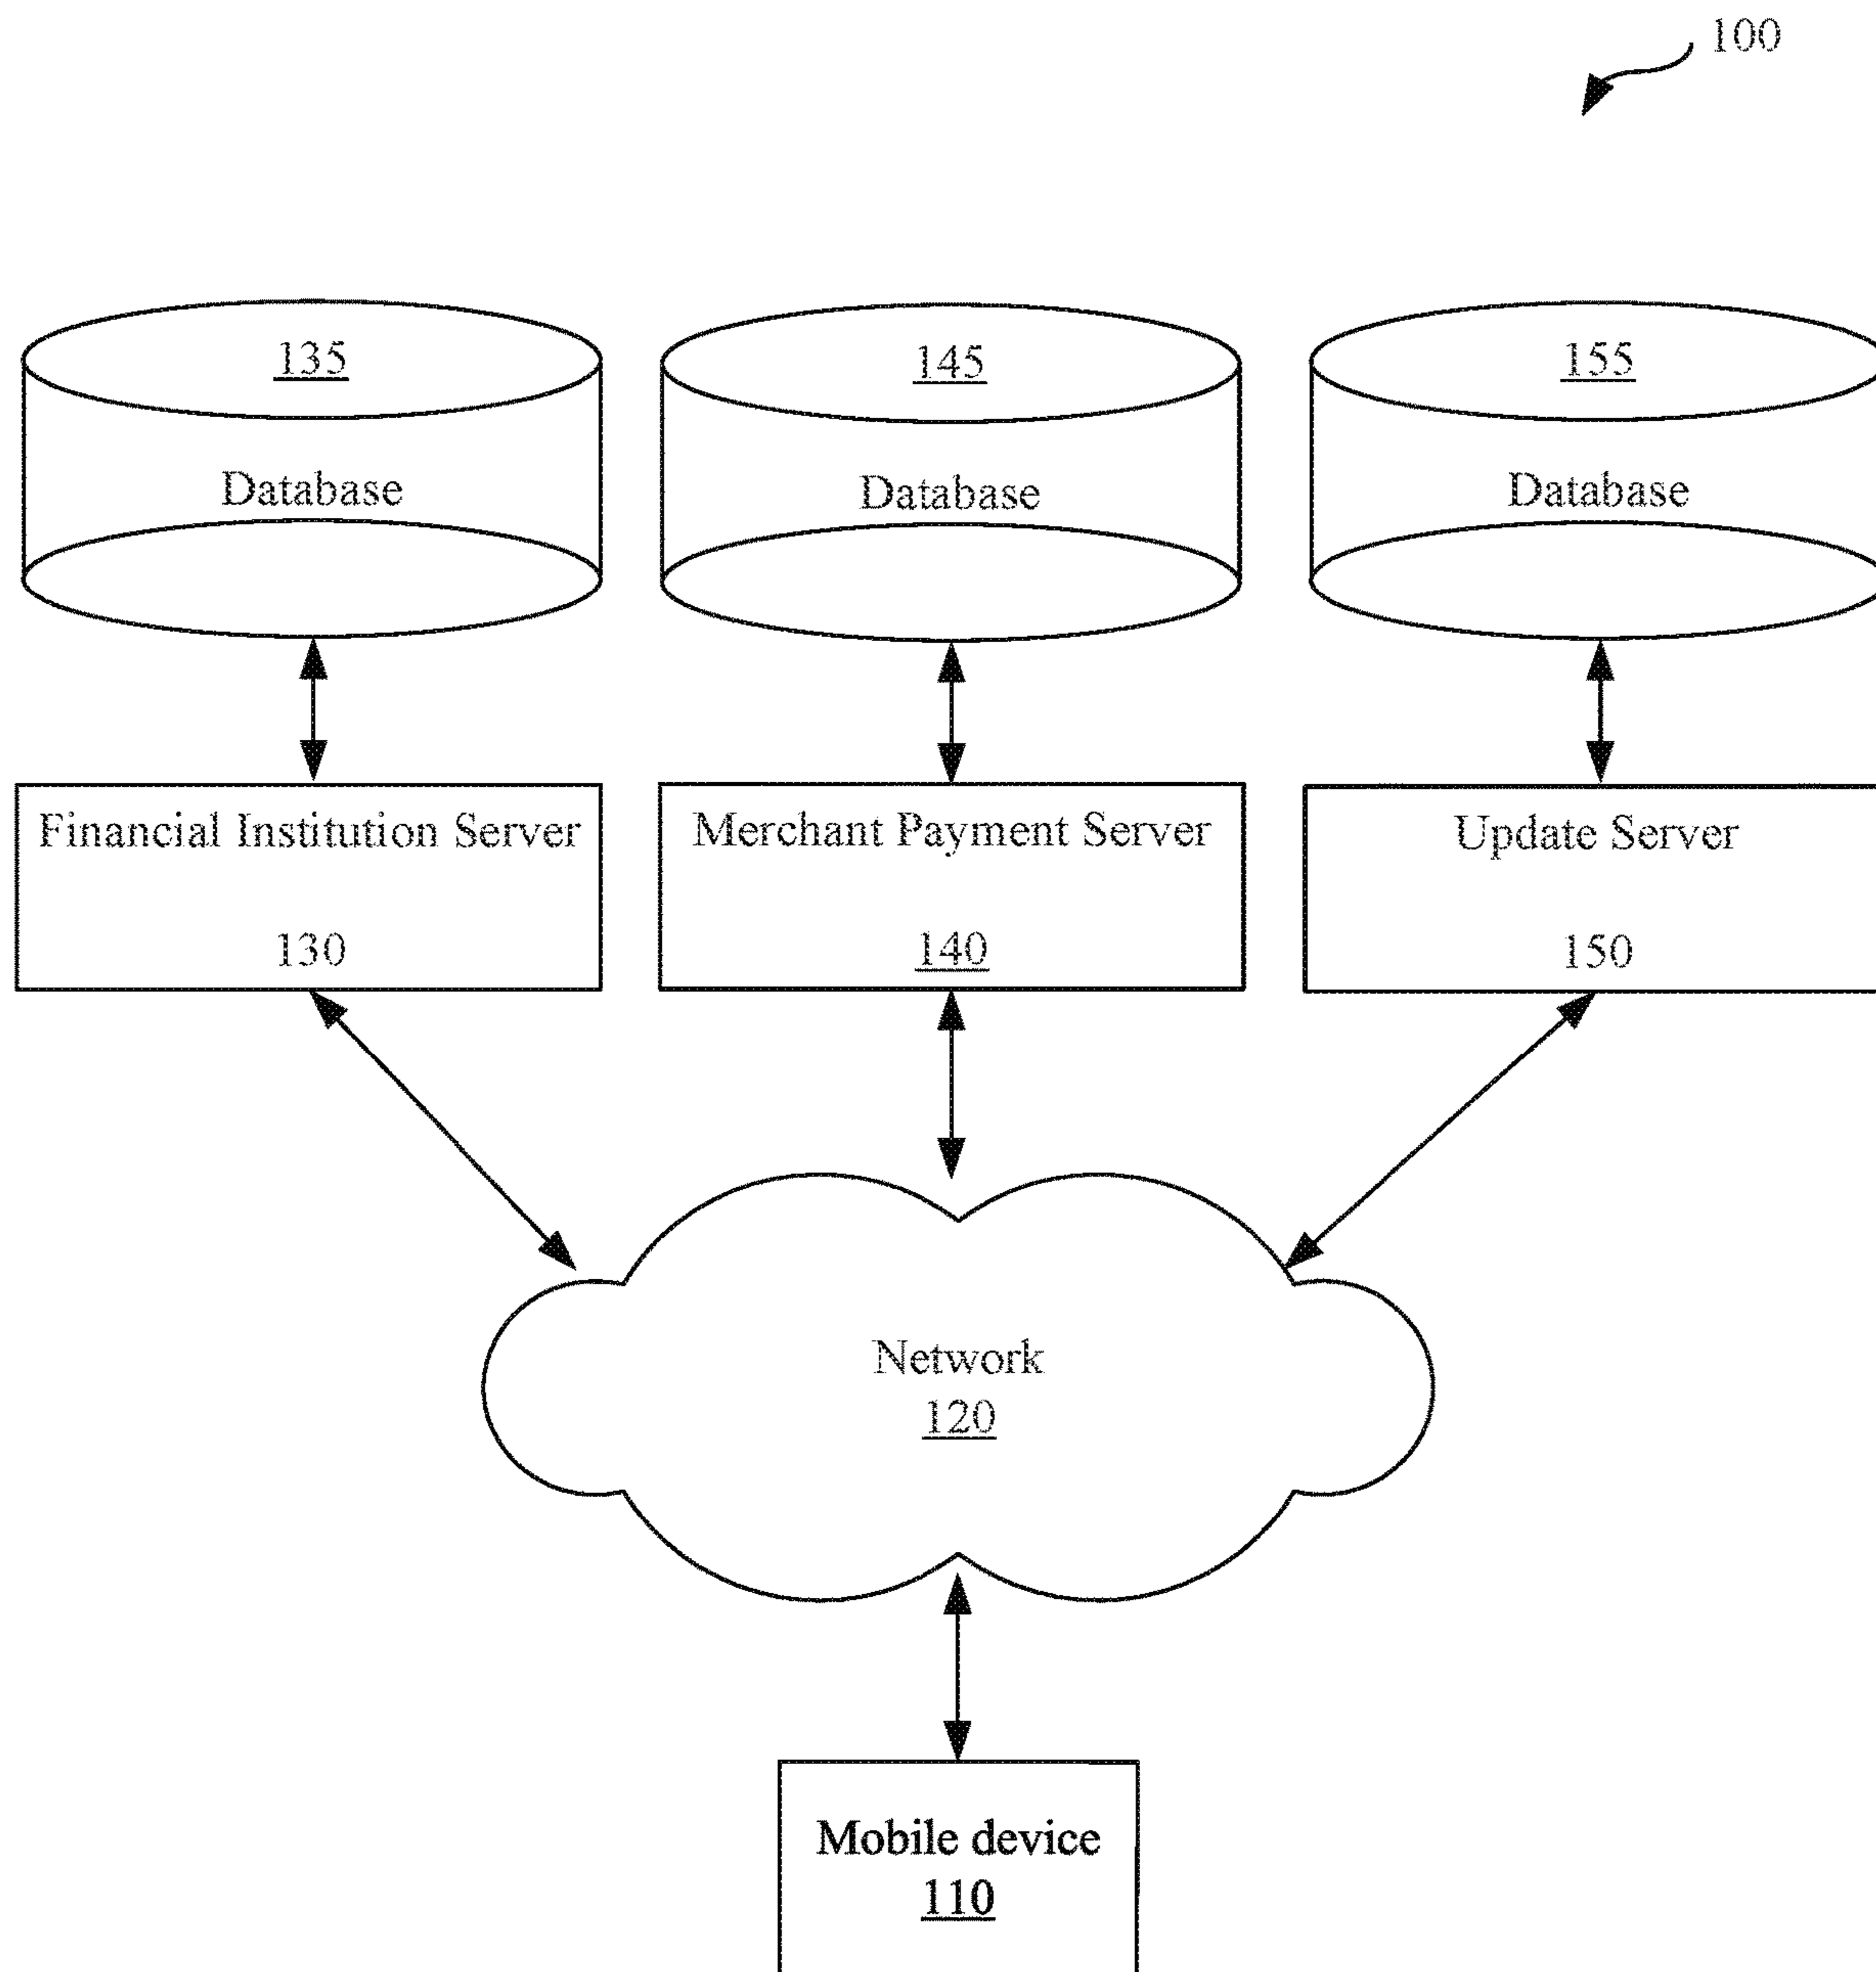 100
135
145
155
Database
Database
Database
Financial Institution Server
130
Merchant Payment Server
140
Update Server
150
Network
120
Mobile device
110